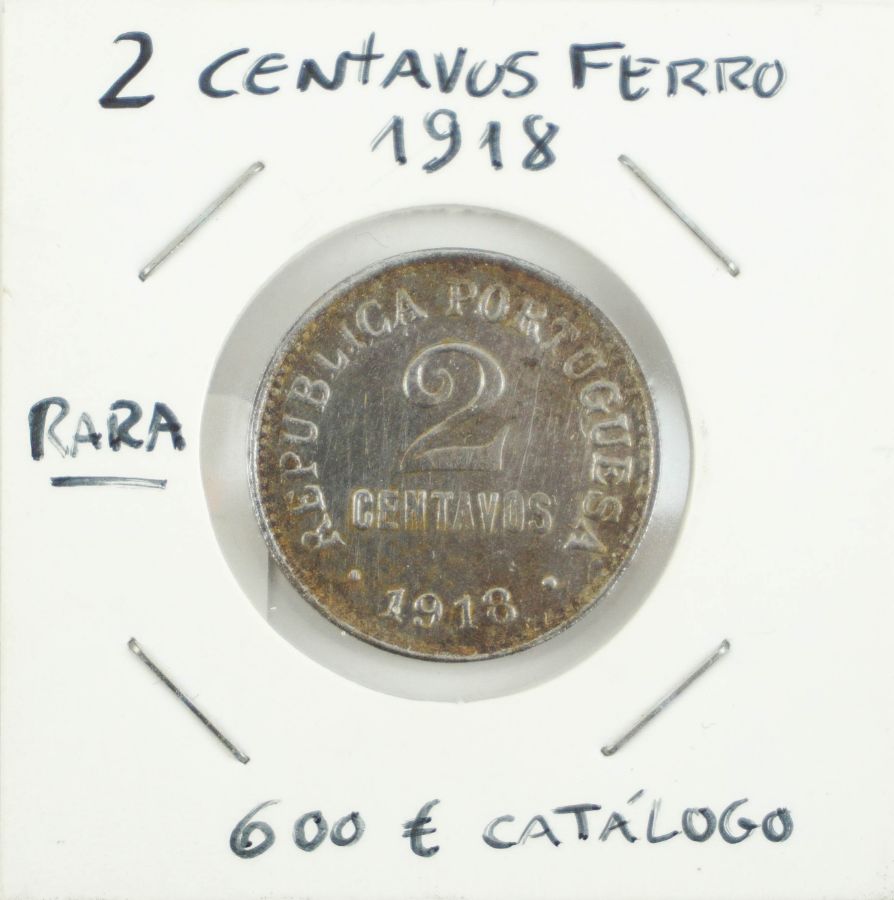 2 CENTAVOS FERRO
1918
REPUBLICA PORTUGUESA
2
CENTAVOS
1918
RARA
600 € CATÁLOGO